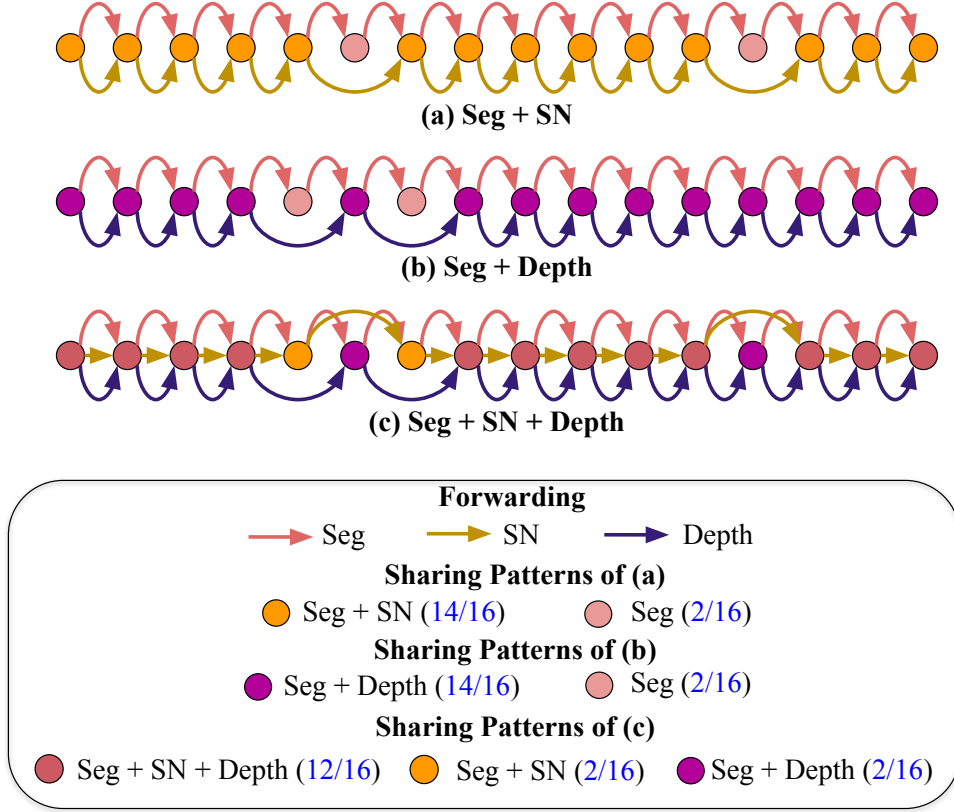 (a) Seg + SN
(b) Seg + Depth
(c) Seg + SN + Depth
Forwarding
Seg SN Depth
Sharing Patterns of (a)
Seg + SN (14/16) Seg (2/16)
Sharing Patterns of (b)
Seg + Depth (14/16) Seg (2/16)
Sharing Patterns of (c)
Seg + SN + Depth (12/16) Seg + SN (2/16) Seg + Depth (2/16)